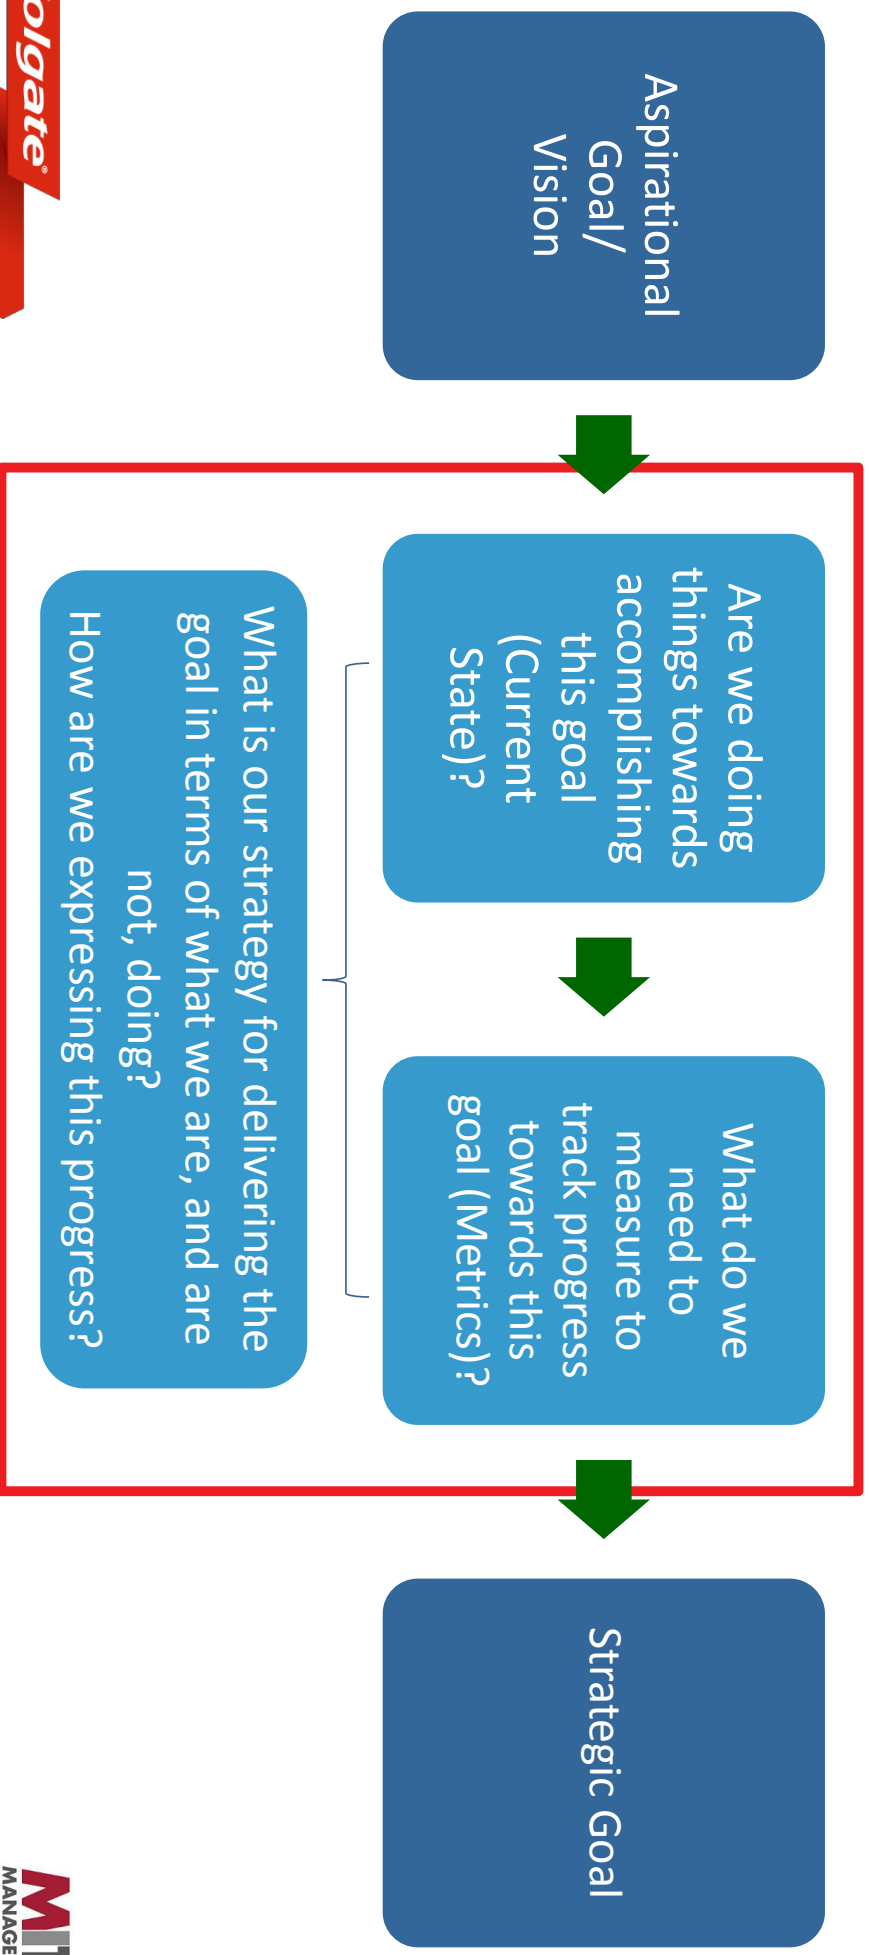 Aspirational
Goal/
Vision
Are we doing
things towards
accomplishing
this goal
(Current
State)?
What do we
need to
measure to
track progress
towards this
goal (Metrics)?
Strategic Goal
What is our strategy for delivering the
goal in terms of what we are, and are
not, doing?
How are we expressing this progress?
olgate®
MIT
MANAGE